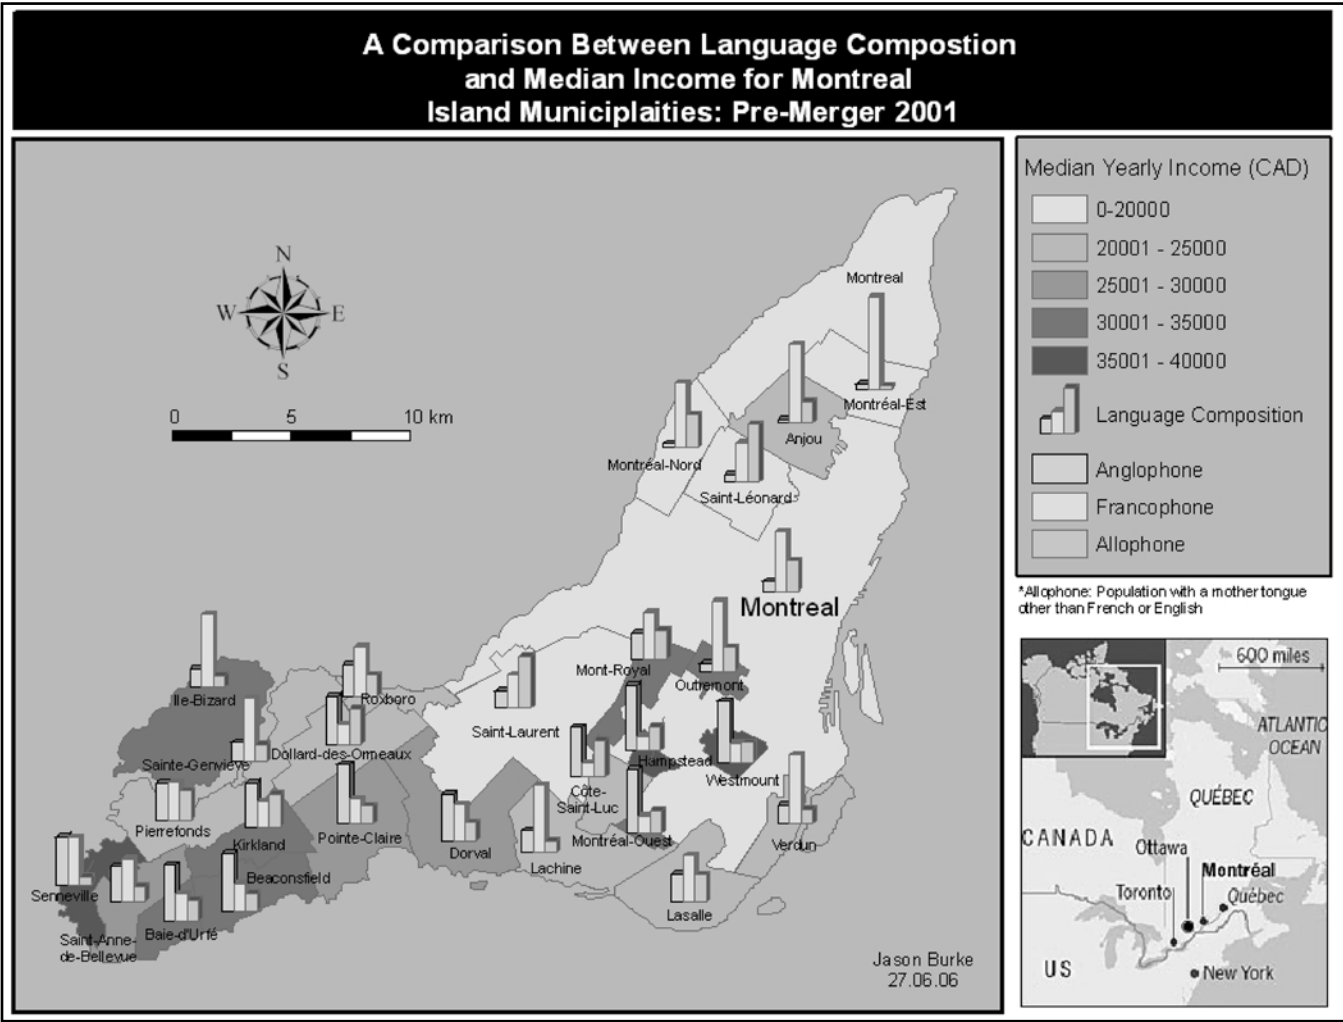 A Comparison Between Language Compostion
and Median Income for Montreal
Island Municiplaities: Pre-Merger 2001
N
W
E
S
0
5
10 km
Montreal
Montréal-Est
Anjou
Montréal-Nord
Saint-Léonard
Montreal
Mont-Royal
Outremont
Ile-Bizard
Roxboro
Saint-Laurent
Dollard-des-Ormeaux
Sainte-Genviève
Hampstead
Westmount
Côte-
Saint-Luc
Pierrefonds
Kirkland
Pointe-Claire
Dorval
Montréal-Ouest
Verdun
Lachine
Beaconsfield
Senneville
Lasalle
Baie-d'Urfé
Saint-Anne-
de-Bellevue
Jason Burke
27.06.06
Median Yearly Income (CAD)
0-20000
20001 - 25000
25001 - 30000
30001 - 35000
35001 - 40000
Language Composition
Anglophone
Francophone
Allophone
*Allophone: Population with a mother tongue
other than French or English
600 miles
ATLANTIC
OCEAN
QUÉBEC
CANADA
Ottawa
Montréal
Toronto
Québec
US
New York